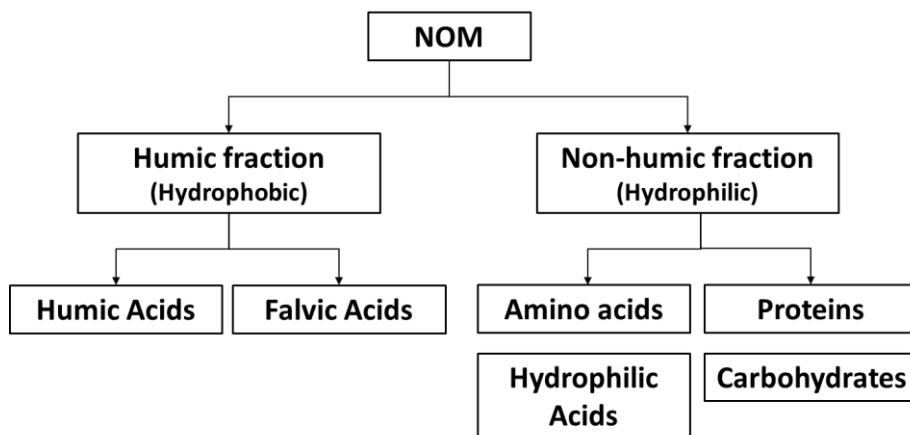 NOM
Humic fraction
(Hydrophobic)
Non-humic fraction
(Hydrophilic)
Humic Acids
Falvic Acids
Amino acids
Proteins
Hydrophilic
Acids
Carbohydrates